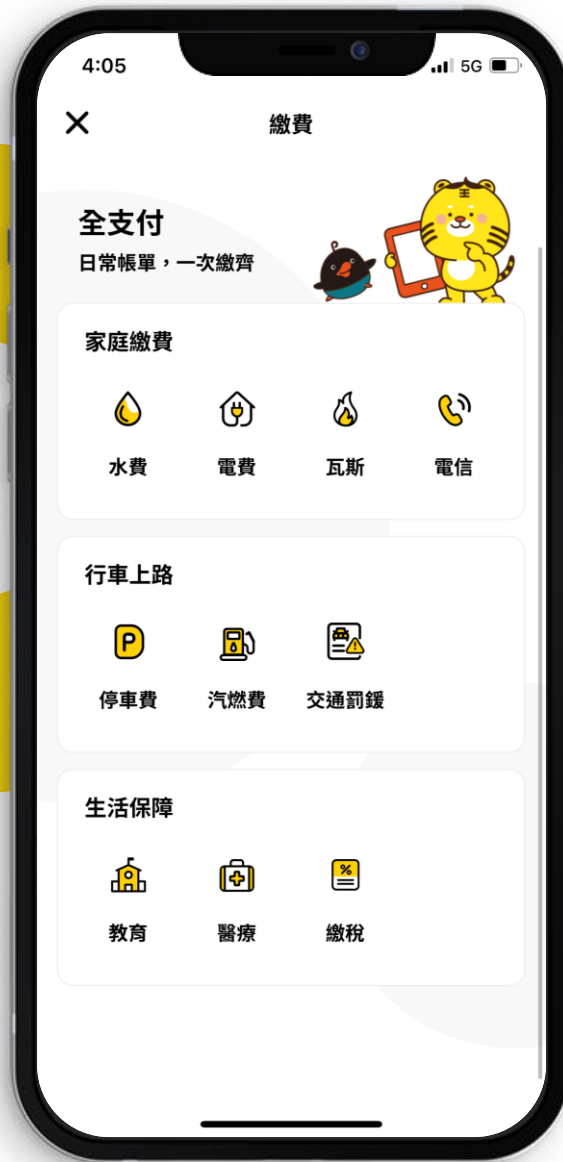 4:05
5G
繳費
全支付
日常帳單，一次繳齊
王
家庭繳費
水費
電費
瓦斯
電信
行車上路
P
停車費
汽燃費
交通罰鍰
生活保障
%
教育
醫療
繳稅